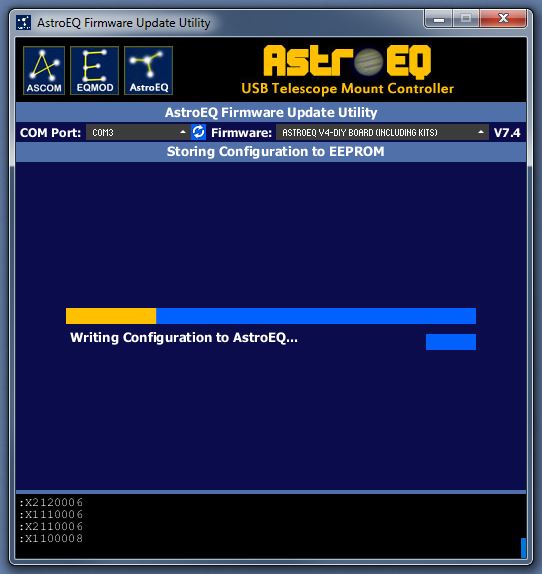 AstroEQ Firmware Update Utility
ASCOM EQMOD AstroEQ
Astro EQ
USB Telescope Mount Controller
AstroEQ Firmware Update Utility
COM Port: COM3 Firmware: ASTROEQ V4-DIY BOARD (INCLUDING KITS) V7.4
Storing Configuration to EEPROM
Writing Configuration to AstroEQ...
:X2120006
:X1110006
:X2110006
:X1100008